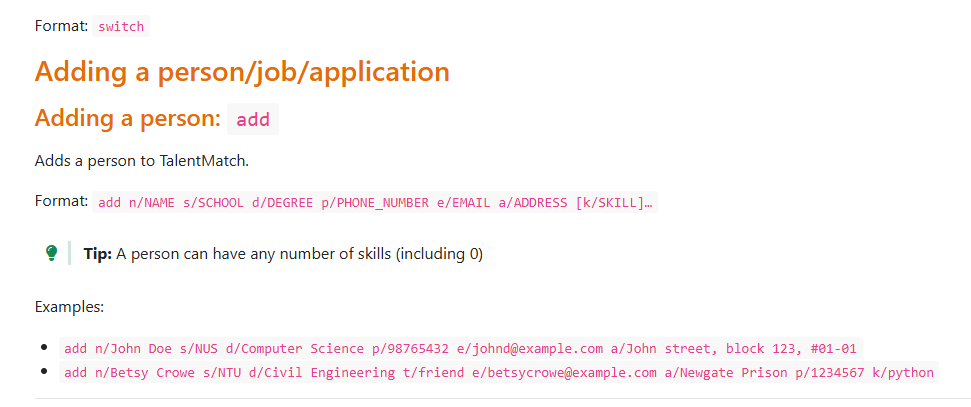 Format: switch
Adding a person/job/application
Adding a person: add
Adds a person to TalentMatch.
Format: add n/NAME s/SCHOOL d/DEGREE p/PHONE_NUMBER e/EMAIL a/ADDRESS [k/SKILL]…
Tip: A person can have any number of skills (including 0)
Examples:
• add n/John Doe s/NUS d/Computer Science p/98765432 e/johnd@example.com a/John street, block 123, #01-01
• add n/Betsy Crowe s/NTU d/Civil Engineering t/friend e/betsycrowe@example.com a/Newgate Prison p/1234567 k/python